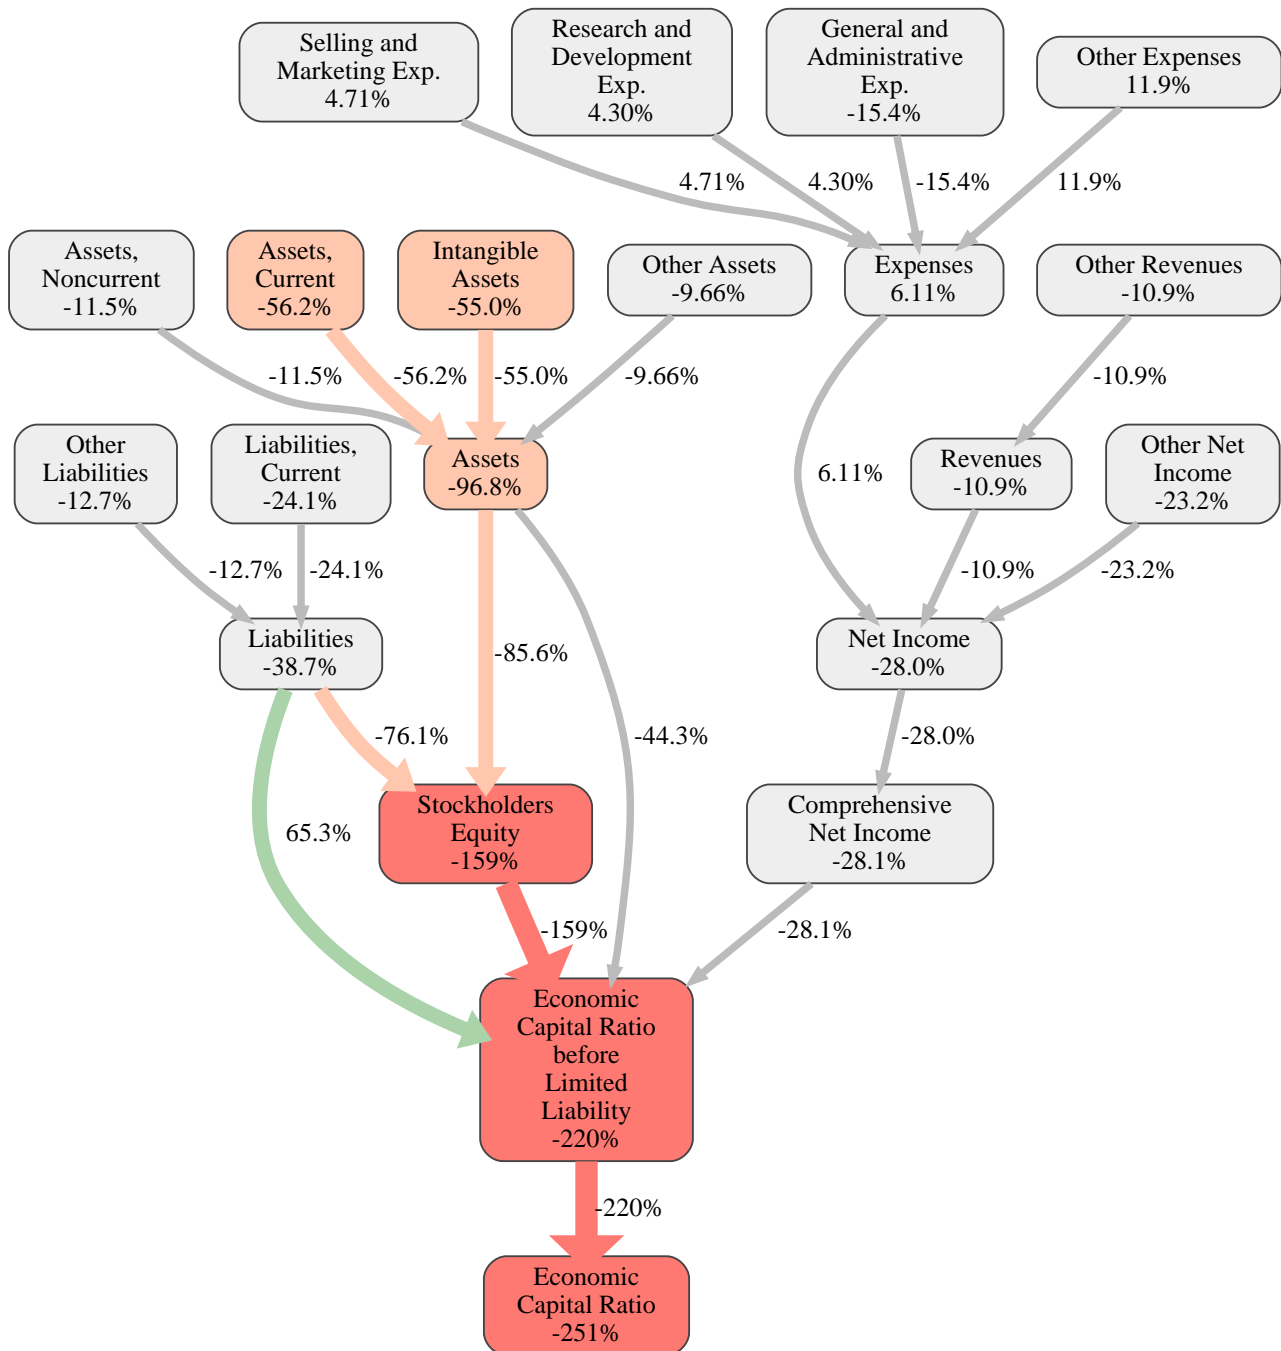 Selling and
Marketing Exp.
4.71%
Research and
Development
Exp.
4.30%
General and
Administrative
Exp.
-15.4%
Other Expenses
11.9%
4.71%
4.30%
-15.4%
11.9%
Assets,
Noncurrent
-11.5%
Assets,
Current
-56.2%
Intangible
Assets
-55.0%
Other Assets
-9.66%
Expenses
6.11%
Other Revenues
-10.9%
-11.5%
-56.2%
-55.0%
-9.66%
-10.9%
Other
Liabilities
-12.7%
Liabilities,
Current
-24.1%
Assets
-96.8%
6.11%
Revenues
-10.9%
Other Net
Income
-23.2%
-12.7%
-24.1%
-10.9%
-23.2%
Liabilities
-38.7%
-85.6%
Net Income
-28.0%
-76.1%
-44.3%
-28.0%
65.3%
Stockholders
Equity
-159%
Comprehensive
Net Income
-28.1%
-159%
-28.1%
Economic
Capital Ratio
before
Limited
Liability
-220%
-220%
Economic
Capital Ratio
-251%